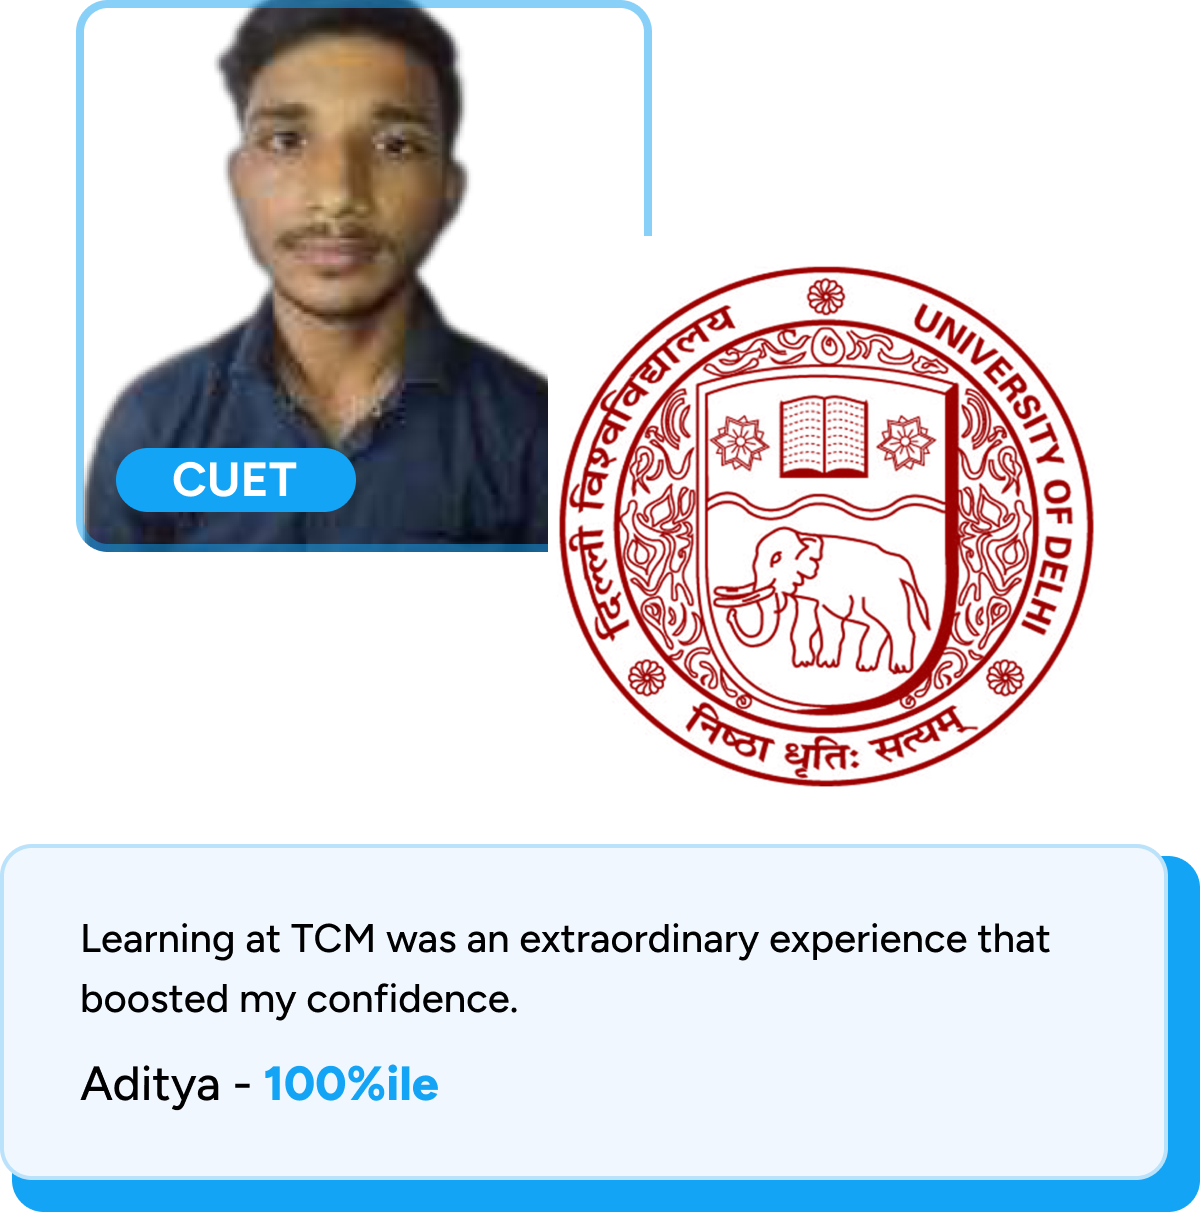 CUET
दिल्ली विश्वविद्यालय
UNIVERSITY OF DELHI
निष्ठा धृतिः सत्यम्
Learning at TCM was an extraordinary experience that
boosted my confidence.
Aditya - 100%ile